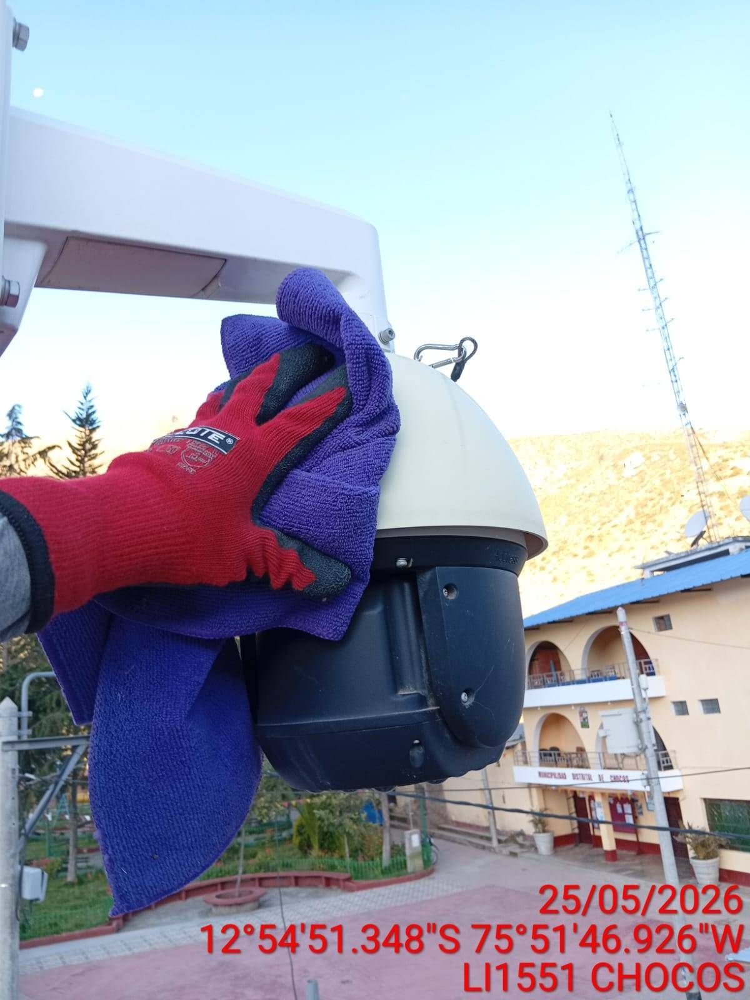 MUNICIPALIDAD DISTRITAL DE CHOCOS
25/05/2026
12°54'51.348"S 75°51'46.926"W
LI1551 CHOCOS